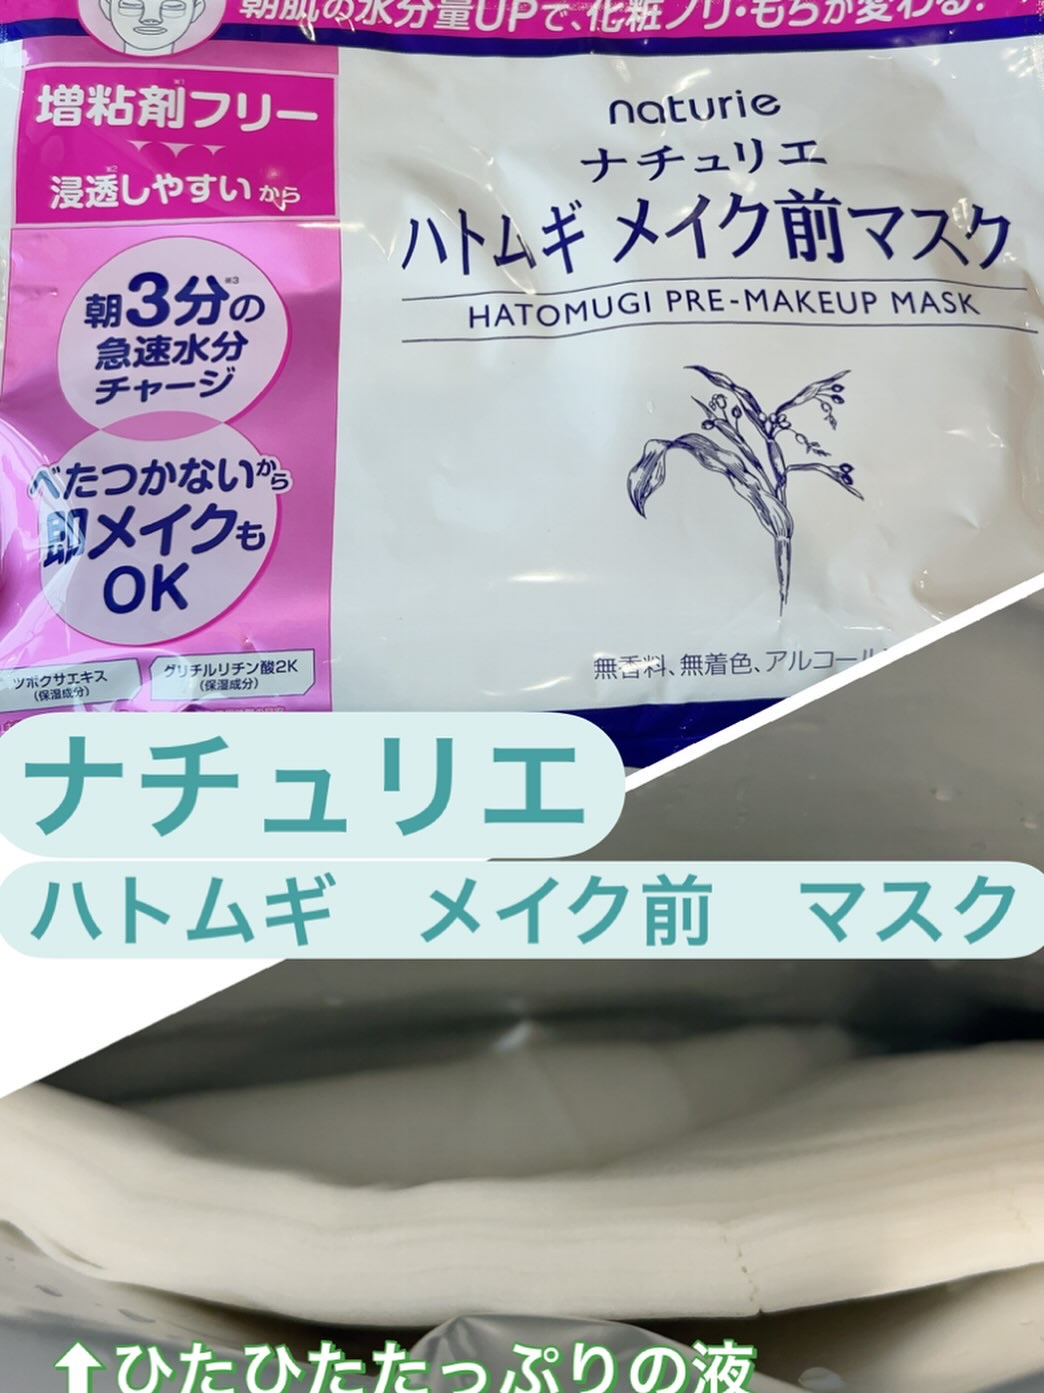 朝肌の水分量UPで、化粧ノリ・もちが変わる!
増粘剤※1フリー
浸透※2しやすいから
朝3分※3の
急速水分
チャージ
べたつかないから
即メイクも
OK
ツボクサエキス
(保湿成分)
グリチルリチン酸2K
(保湿成分)
naturie
ナチュリエ
ハトムギ メイク前マスク
HATOMUGI PRE-MAKEUP MASK
無香料、無着色、アルコール
ナチュリエ
ハトムギ メイク前 マスク
⬆ひたひたたっぷりの液